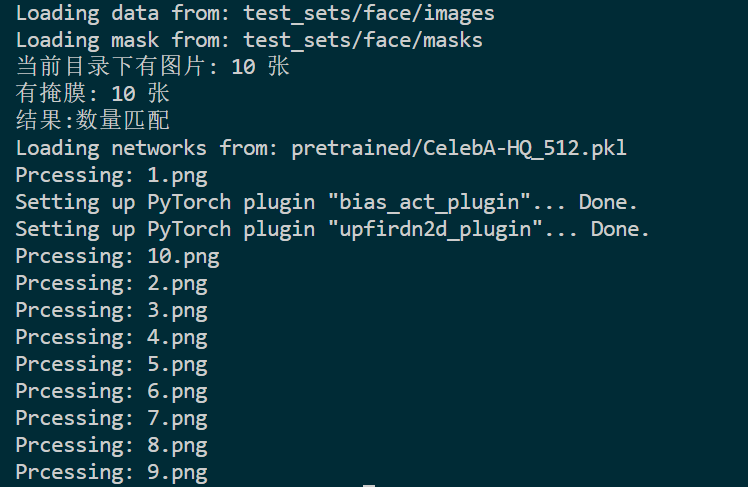 Loading data from: test_sets/face/images
Loading mask from: test_sets/face/masks
当前目录下有图片: 10 张
有掩膜: 10 张
结果:数量匹配
Loading networks from: pretrained/CelebA-HQ_512.pkl
Prcessing: 1.png
Setting up PyTorch plugin "bias_act_plugin"... Done.
Setting up PyTorch plugin "upfirdn2d_plugin"... Done.
Prcessing: 10.png
Prcessing: 2.png
Prcessing: 3.png
Prcessing: 4.png
Prcessing: 5.png
Prcessing: 6.png
Prcessing: 7.png
Prcessing: 8.png
Prcessing: 9.png